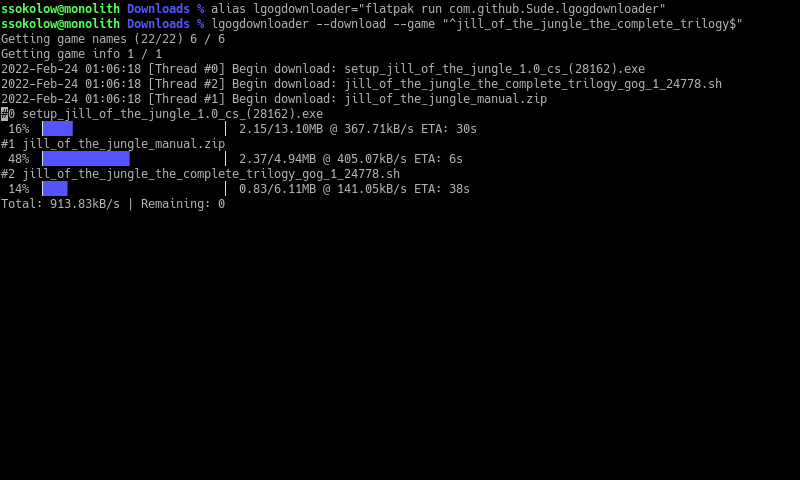 ssokolow@monolith Downloads % alias lgogdownloader="flatpak run com.github.Sude.lgogdownloader"
ssokolow@monolith Downloads % lgogdownloader --download --game "^jill_of_the_jungle_the_complete_trilogy$"
Getting game names (22/22) 6 / 6
Getting game info 1 / 1
2022-Feb-24 01:06:18 [Thread #0] Begin download: setup_jill_of_the_jungle_1.0_cs_(28162).exe
2022-Feb-24 01:06:18 [Thread #2] Begin download: jill_of_the_jungle_the_complete_trilogy_gog_1_24778.sh
2022-Feb-24 01:06:18 [Thread #1] Begin download: jill_of_the_jungle_manual.zip
#0 setup_jill_of_the_jungle_1.0_cs_(28162).exe
16% 2.15/13.10MB @ 367.71kB/s ETA: 30s
#1 jill_of_the_jungle_manual.zip
48% 2.37/4.94MB @ 405.07kB/s ETA: 6s
#2 jill_of_the_jungle_the_complete_trilogy_gog_1_24778.sh
14% 0.83/6.11MB @ 141.05kB/s ETA: 38s
Total: 913.83kB/s | Remaining: 0